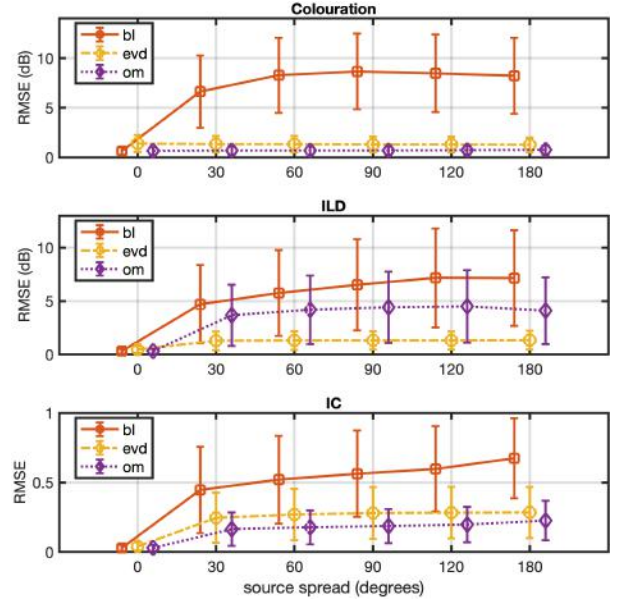 Colouration
bl
evd
om
RMSE (dB)
10
5
0
0 30 60 90 120 180
ILD
bl
evd
om
RMSE (dB)
10
5
0
0 30 60 90 120 180
IC
bl
evd
om
RMSE
1
0.5
0
0 30 60 90 120 180
source spread (degrees)